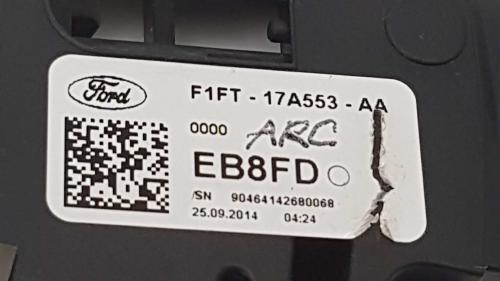 Ford
F1FT - 17A553 - AA
0000 ARC
EB8FD
/SN 90464142680068
25.09.2014 04:24